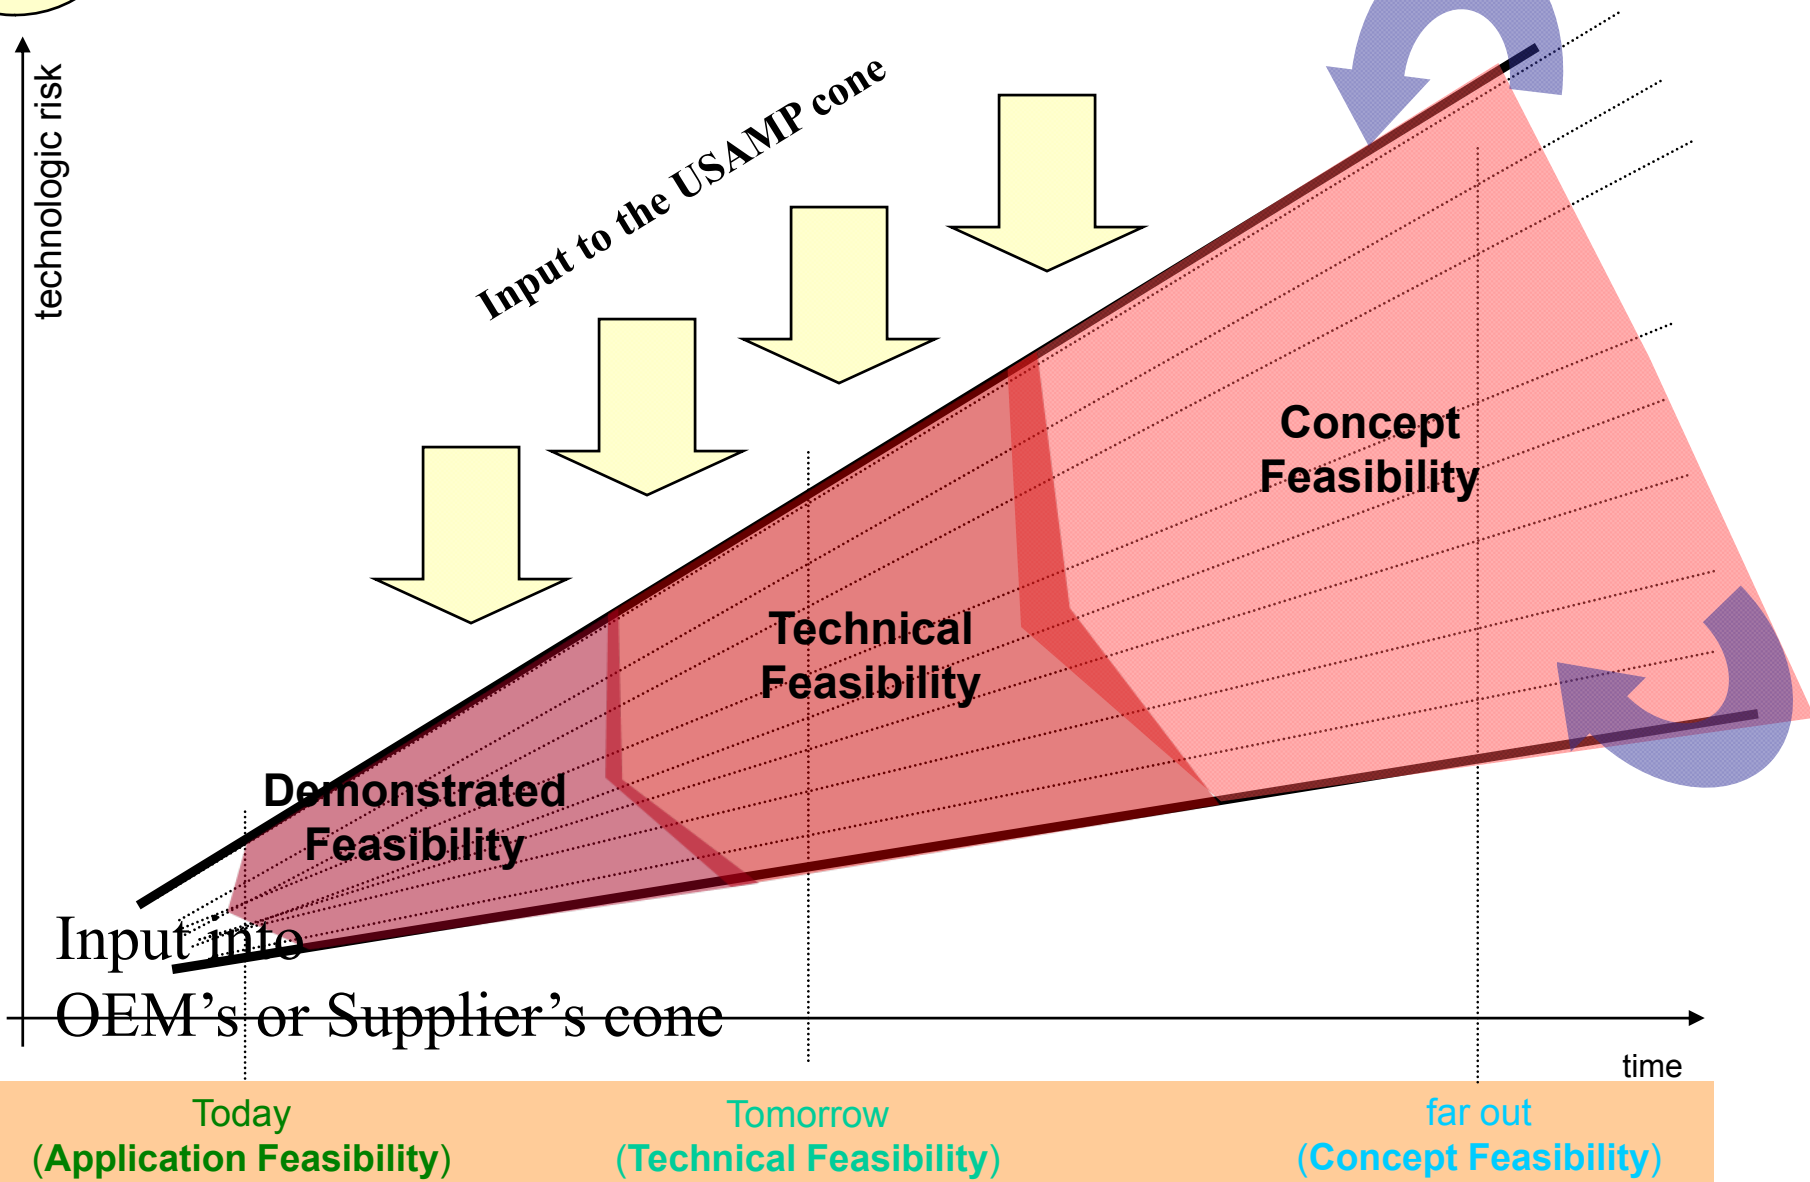 technologic risk
Input to the USAMP cone
Concept
Feasibility
Technical
Feasibility
Demonstrated
Feasibility
Input into
OEM’s or Supplier’s cone
time
Today
(Application Feasibility)
Tomorrow
(Technical Feasibility)
far out
(Concept Feasibility)